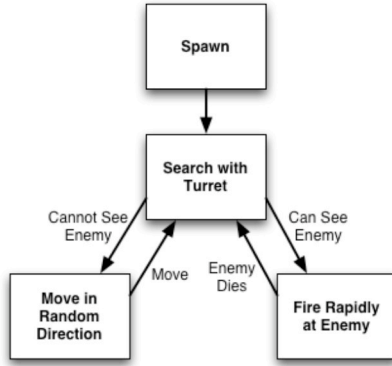 Spawn
Search with
Turret
Cannot See
Enemy
Can See
Enemy
Move
Enemy
Dies
Move in
Random
Direction
Fire Rapidly
at Enemy